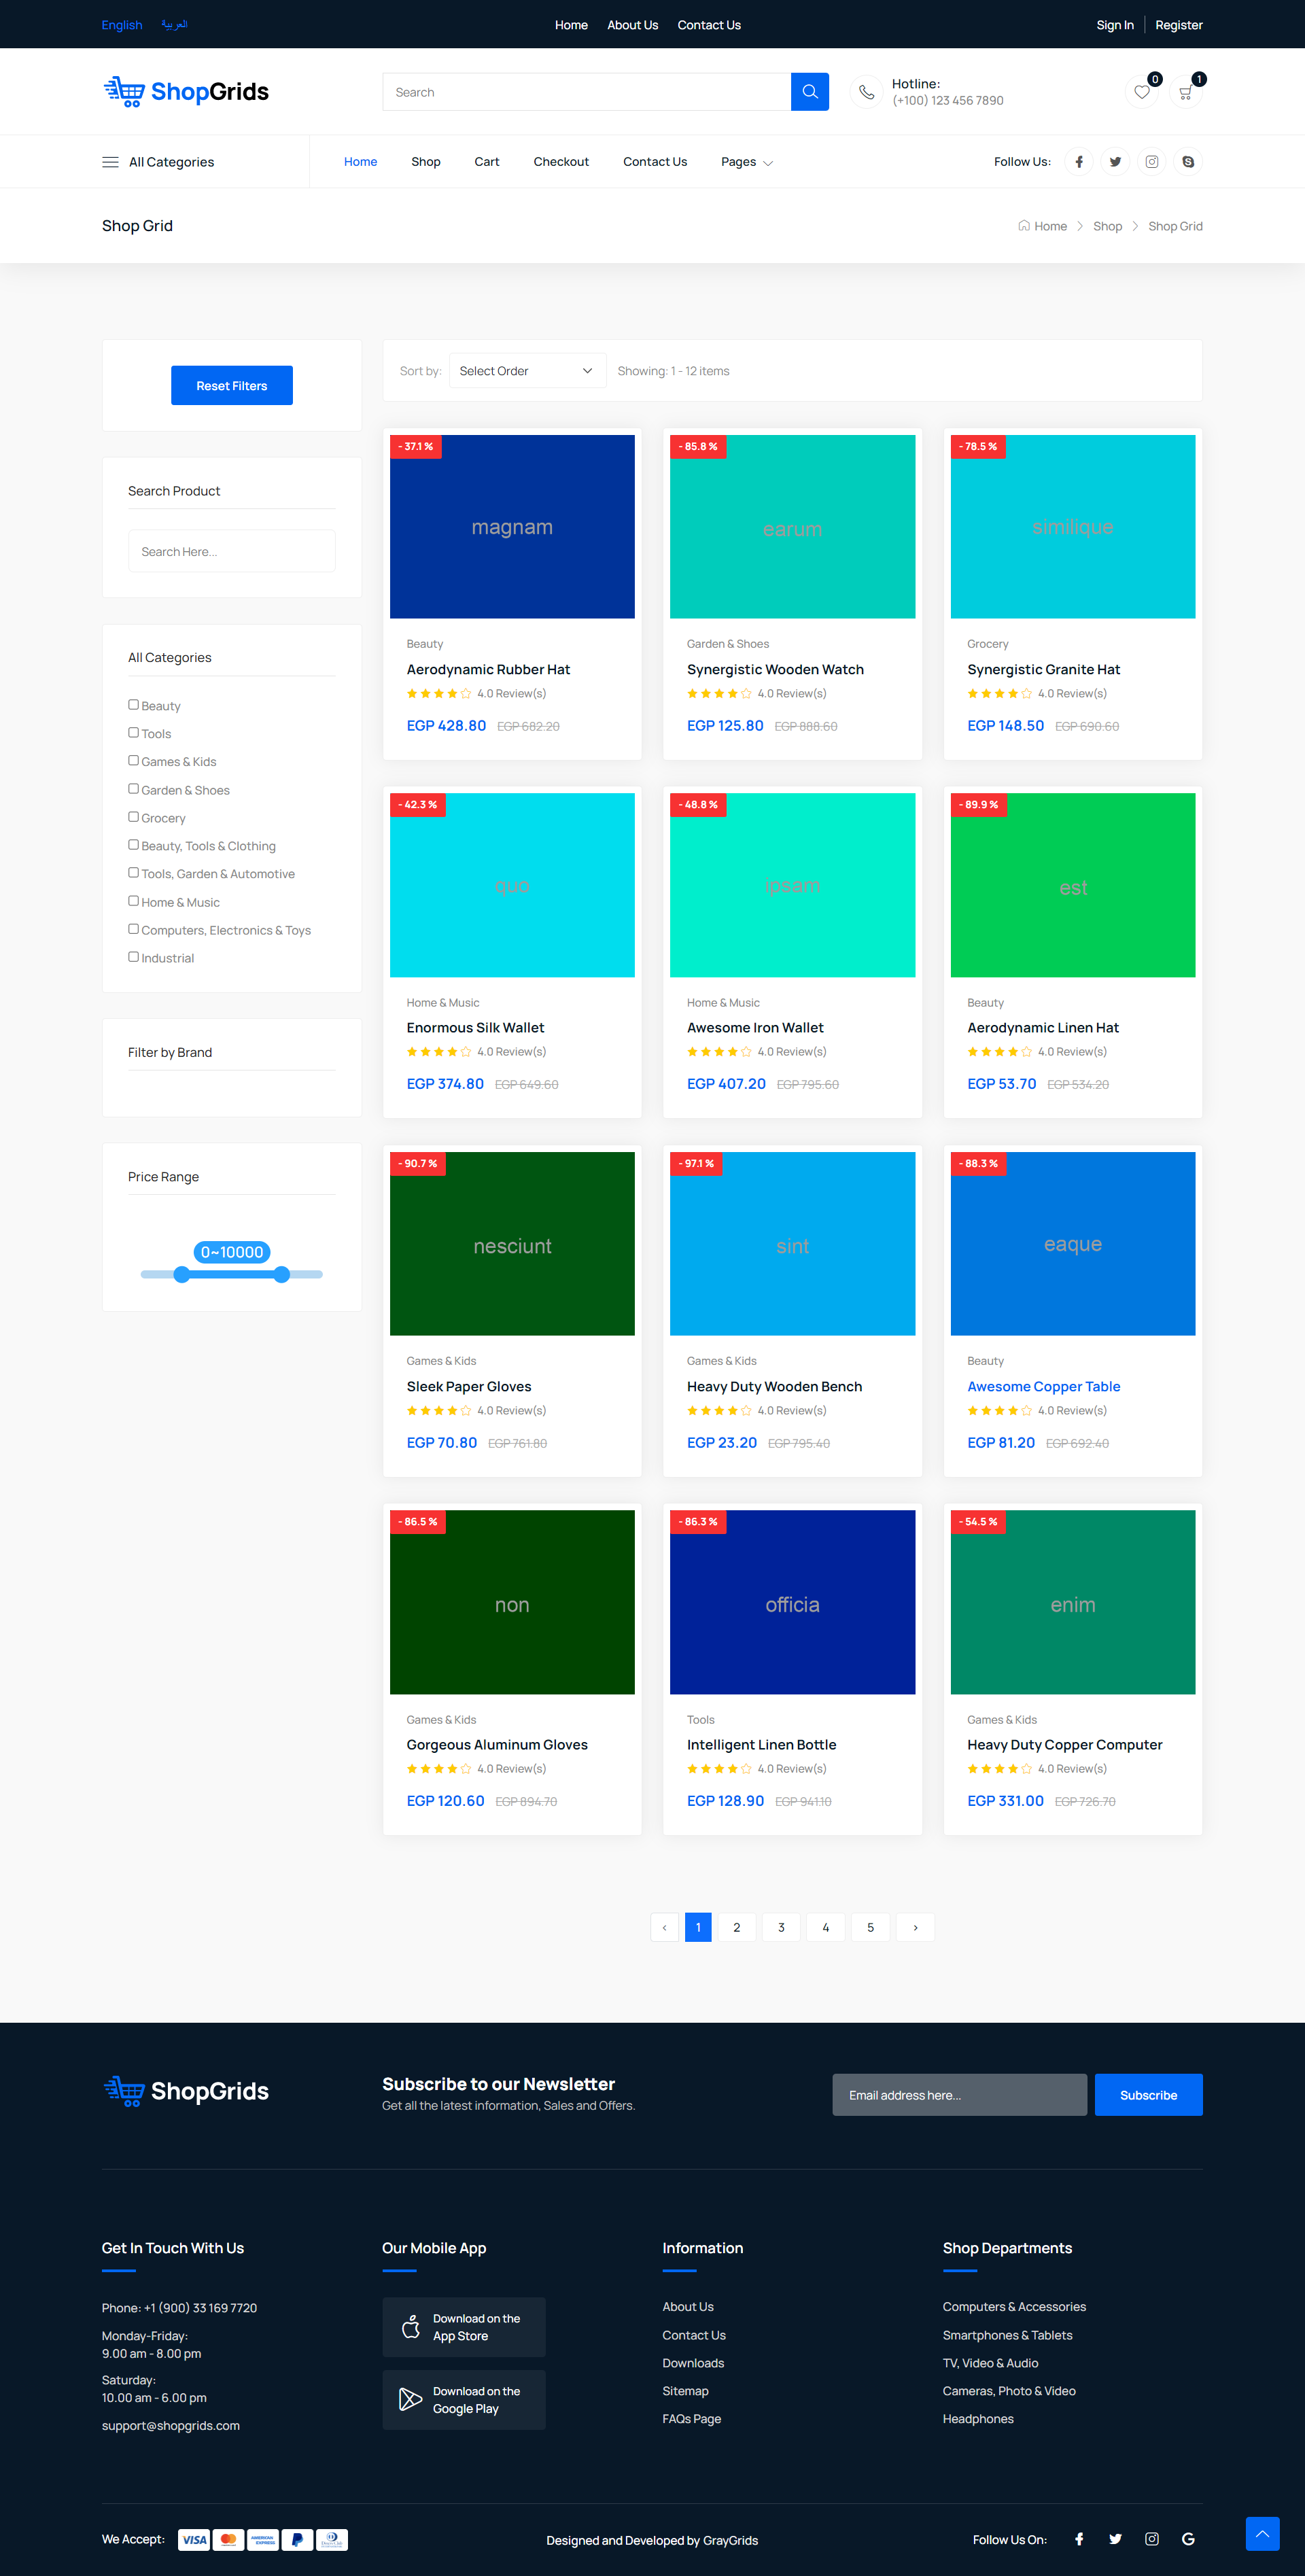 English العربية
Home About Us Contact Us
Sign In Register
ShopGrids
Search
Hotline:
(+100) 123 456 7890
0
1
All Categories
Home Shop Cart Checkout Contact Us Pages
Follow Us:
Shop Grid
Home Shop Shop Grid
Reset Filters
Search Product
Search Here...
All Categories
Beauty
Tools
Games & Kids
Garden & Shoes
Grocery
Beauty, Tools & Clothing
Tools, Garden & Automotive
Home & Music
Computers, Electronics & Toys
Industrial
Filter by Brand
Price Range
0~10000
Sort by: Select Order Showing: 1 - 12 items
- 37.1 %
magnam
Beauty
Aerodynamic Rubber Hat
4.0 Review(s)
EGP 428.80 EGP 682.20
- 85.8 %
earum
Garden & Shoes
Synergistic Wooden Watch
4.0 Review(s)
EGP 125.80 EGP 888.60
- 78.5 %
similique
Grocery
Synergistic Granite Hat
4.0 Review(s)
EGP 148.50 EGP 690.60
- 42.3 %
quo
Home & Music
Enormous Silk Wallet
4.0 Review(s)
EGP 374.80 EGP 649.60
- 48.8 %
ipsam
Home & Music
Awesome Iron Wallet
4.0 Review(s)
EGP 407.20 EGP 795.60
- 89.9 %
est
Beauty
Aerodynamic Linen Hat
4.0 Review(s)
EGP 53.70 EGP 534.20
- 90.7 %
nesciunt
Games & Kids
Sleek Paper Gloves
4.0 Review(s)
EGP 70.80 EGP 761.80
- 97.1 %
sint
Games & Kids
Heavy Duty Wooden Bench
4.0 Review(s)
EGP 23.20 EGP 795.40
- 88.3 %
eaque
Beauty
Awesome Copper Table
4.0 Review(s)
EGP 81.20 EGP 692.40
- 86.5 %
non
Games & Kids
Gorgeous Aluminum Gloves
4.0 Review(s)
EGP 120.60 EGP 894.70
- 86.3 %
officia
Tools
Intelligent Linen Bottle
4.0 Review(s)
EGP 128.90 EGP 941.10
- 54.5 %
enim
Games & Kids
Heavy Duty Copper Computer
4.0 Review(s)
EGP 331.00 EGP 726.70
‹ 1 2 3 4 5 ›
ShopGrids
Subscribe to our Newsletter
Get all the latest information, Sales and Offers.
Email address here...
Subscribe
Get In Touch With Us
Phone: +1 (900) 33 169 7720
Monday-Friday:
9.00 am - 8.00 pm
Saturday:
10.00 am - 6.00 pm
support@shopgrids.com
Our Mobile App
Download on the
App Store
Download on the
Google Play
Information
About Us
Contact Us
Downloads
Sitemap
FAQs Page
Shop Departments
Computers & Accessories
Smartphones & Tablets
TV, Video & Audio
Cameras, Photo & Video
Headphones
We Accept:
VISA
AMERICAN
EXPRESS
Designed and Developed by GrayGrids
Follow Us On: